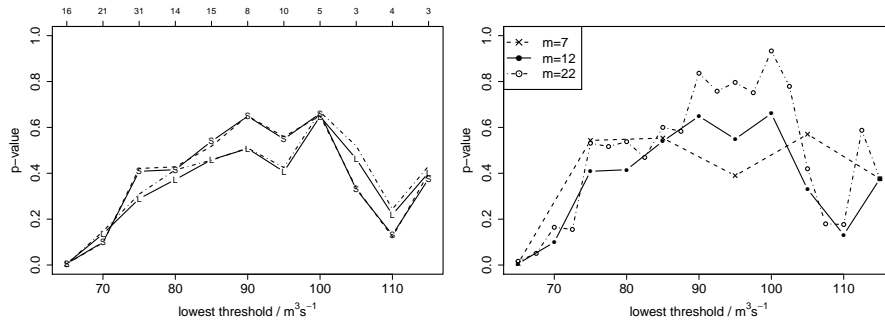 16 21 31 14 15 8 10 5 3 4 3
1.0
0.8
0.6
0.4
0.2
0.0
p−value
S S S S S S S S S S S
L L L L L L L L L L
70 80 90 100 110
lowest threshold / m³s⁻¹
m=7
m=12
m=22
1.0
0.8
0.6
0.4
0.2
0.0
p−value
70 80 90 100 110
lowest threshold / m³s⁻¹